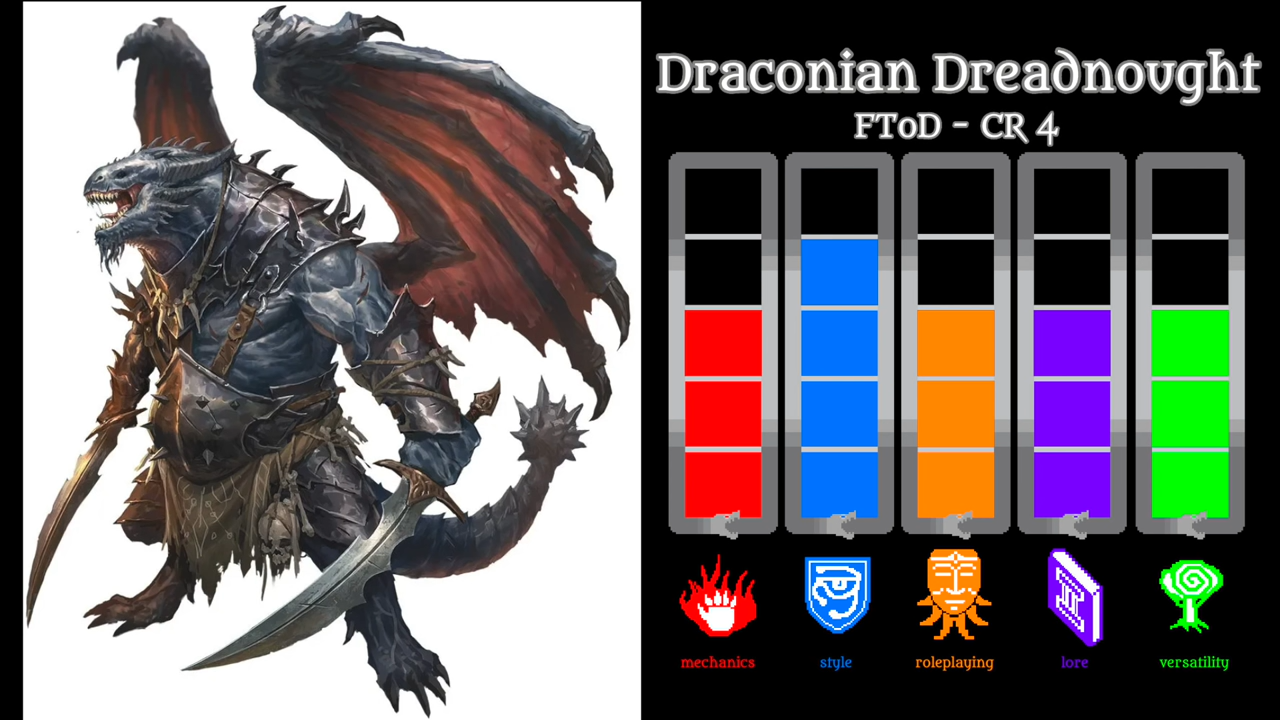 Draconian Dreadnought
FToD - CR 4
mechanics
style
roleplaying
lore
versatility